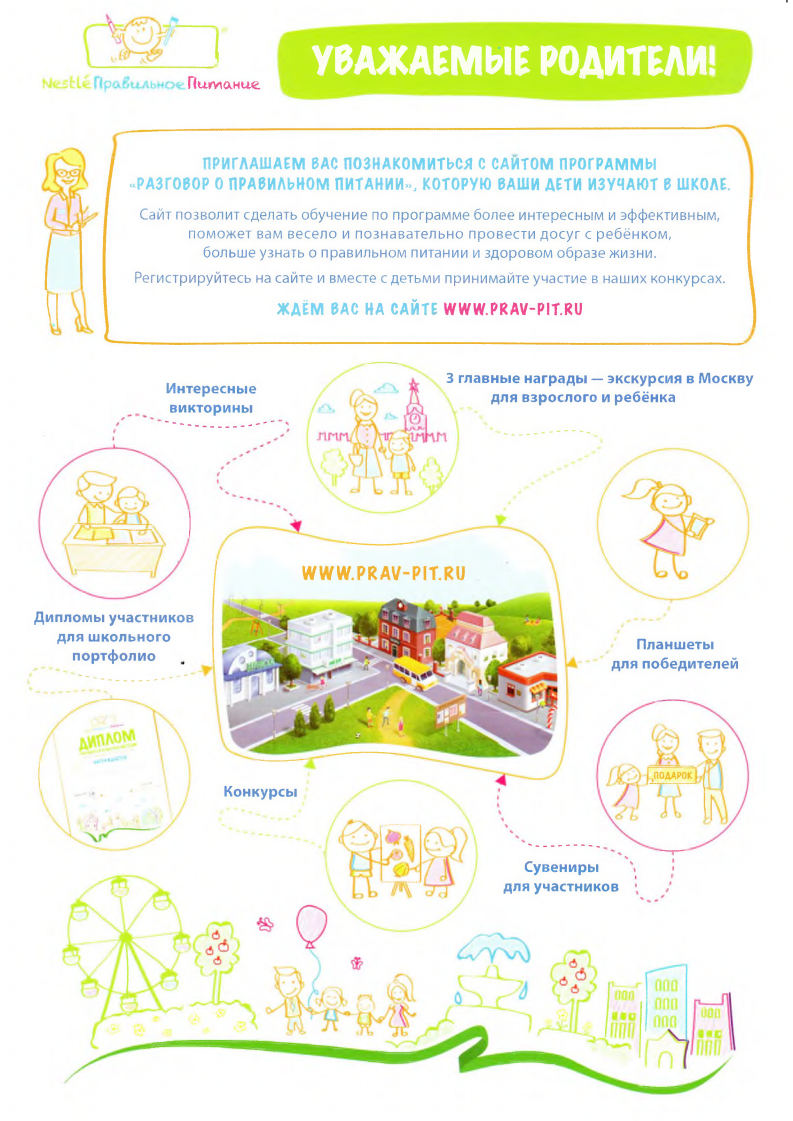 Nestlé Правильное Питание
УВАЖАЕМЫЕ РОДИТЕЛИ!
ПРИГЛАШАЕМ ВАС ПОЗНАКОМИТЬСЯ С САЙТОМ ПРОГРАММЫ
«РАЗГОВОР О ПРАВИЛЬНОМ ПИТАНИИ», КОТОРУЮ ВАШИ ДЕТИ ИЗУЧАЮТ В ШКОЛЕ.
Сайт позволит сделать обучение по программе более интересным и эффективным,
поможет вам весело и познавательно провести досуг с ребёнком,
больше узнать о правильном питании и здоровом образе жизни.
Регистрируйтесь на сайте и вместе с детьми принимайте участие в наших конкурсах.
ЖДЁМ ВАС НА САЙТЕ WWW.PRAV-PIT.RU
Интересные
викторины
3 главные награды — экскурсия в Москву
для взрослого и ребёнка
WWW.PRAV-PIT.RU
Дипломы участников
для школьного
портфолио
Планшеты
для победителей
ДИПЛОМ
ПОДАРОК
Конкурсы
Сувениры
для участников